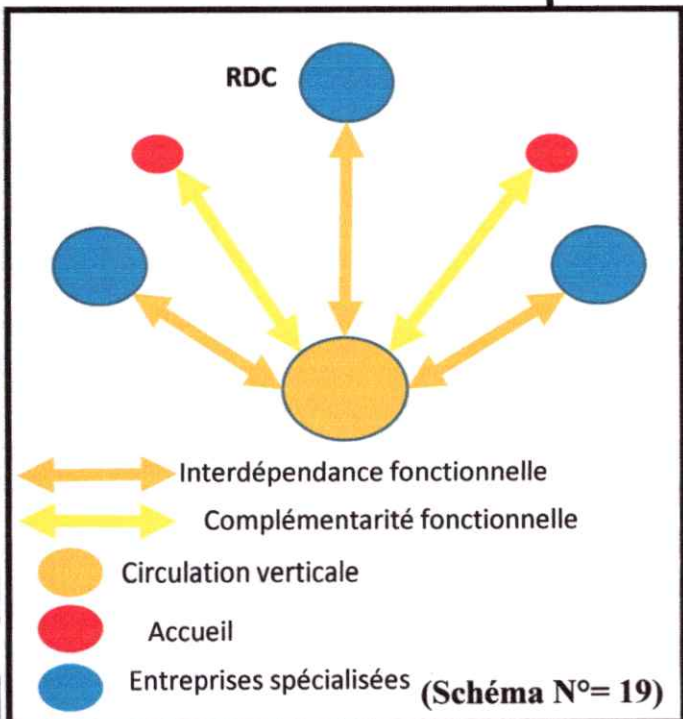 RDC
Interdépendance fonctionnelle
Complémentarité fonctionnelle
Circulation verticale
Accueil
Entreprises spécialisées (Schéma N°= 19)